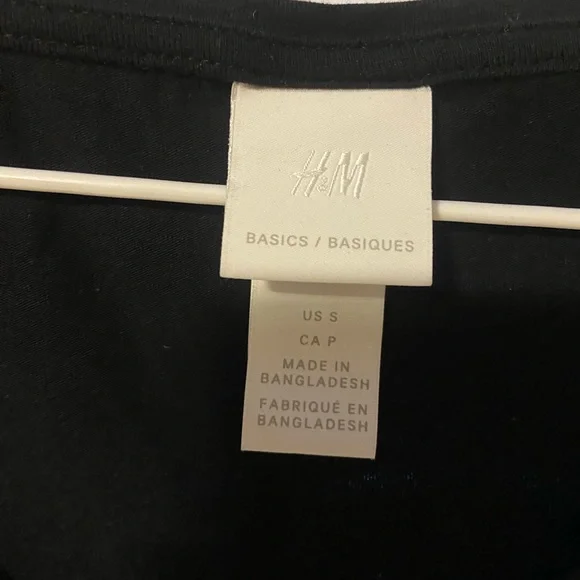 H&M
BASICS / BASIQUES
US S
CA P
MADE IN
BANGLADESH
FABRIQUÉ EN
BANGLADESH